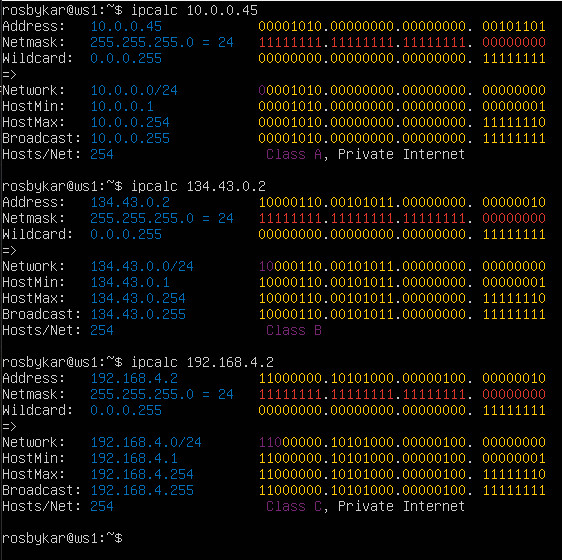 rosbykar@ws1:~$ ipcalc 10.0.0.45
Address:   10.0.0.45            00001010.00000000.00000000. 00101101
Netmask:   255.255.255.0 = 24   11111111.11111111.11111111. 00000000
Wildcard:  0.0.0.255            00000000.00000000.00000000. 11111111
=>
Network:   10.0.0.0/24          00001010.00000000.00000000. 00000000
HostMin:   10.0.0.1             00001010.00000000.00000000. 00000001
HostMax:   10.0.0.254           00001010.00000000.00000000. 11111110
Broadcast: 10.0.0.255           00001010.00000000.00000000. 11111111
Hosts/Net: 254                   Class A, Private Internet
rosbykar@ws1:~$ ipcalc 134.43.0.2
Address:   134.43.0.2           10000110.00101011.00000000. 00000010
Netmask:   255.255.255.0 = 24   11111111.11111111.11111111. 00000000
Wildcard:  0.0.0.255            00000000.00000000.00000000. 11111111
=>
Network:   134.43.0.0/24        10000110.00101011.00000000. 00000000
HostMin:   134.43.0.1           10000110.00101011.00000000. 00000001
HostMax:   134.43.0.254         10000110.00101011.00000000. 11111110
Broadcast: 134.43.0.255         10000110.00101011.00000000. 11111111
Hosts/Net: 254                   Class B
rosbykar@ws1:~$ ipcalc 192.168.4.2
Address:   192.168.4.2          11000000.10101000.00000100. 00000010
Netmask:   255.255.255.0 = 24   11111111.11111111.11111111. 00000000
Wildcard:  0.0.0.255            00000000.00000000.00000000. 11111111
=>
Network:   192.168.4.0/24       11000000.10101000.00000100. 00000000
HostMin:   192.168.4.1          11000000.10101000.00000100. 00000001
HostMax:   192.168.4.254        11000000.10101000.00000100. 11111110
Broadcast: 192.168.4.255        11000000.10101000.00000100. 11111111
Hosts/Net: 254                   Class C, Private Internet
rosbykar@ws1:~$